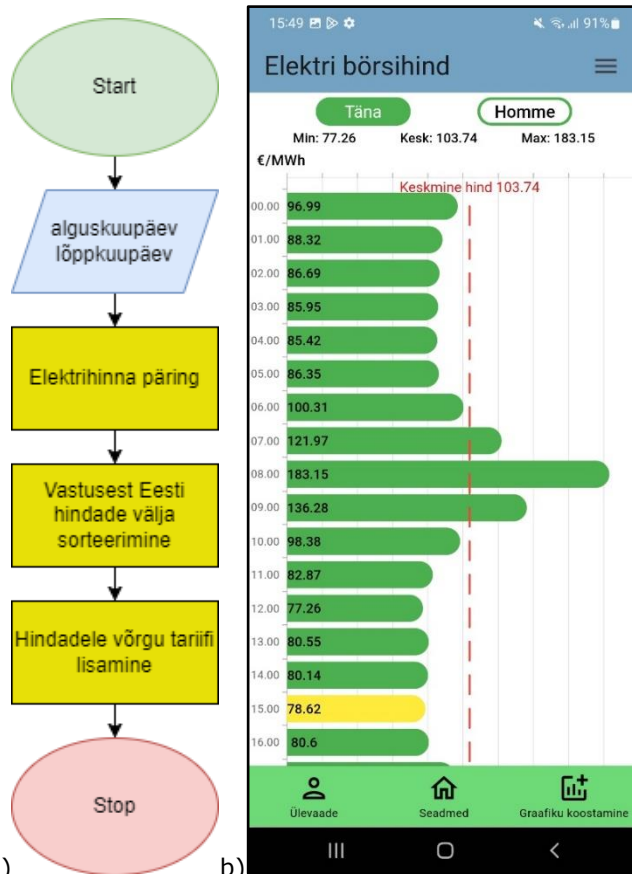 Start
alguskuupäev
lõppkuupäev
Elektrihinna päring
Vastusest Eesti
hindade välja
sorteerimine
Hindadele võrgu tariifi
lisamine
Stop
)
b)
15:49 91%
Elektri börsihind
Täna Homme
Min: 77.26 Kesk: 103.74 Max: 183.15
€/MWh
Keskmine hind 103.74
00.00 96.99
01.00 88.32
02.00 86.69
03.00 85.95
04.00 85.42
05.00 86.35
06.00 100.31
07.00 121.97
08.00 183.15
09.00 136.28
10.00 98.38
11.00 82.87
12.00 77.26
13.00 80.55
14.00 80.14
15.00 78.62
16.00 80.6
Ülevaade Seadmed Graafiku koostamine